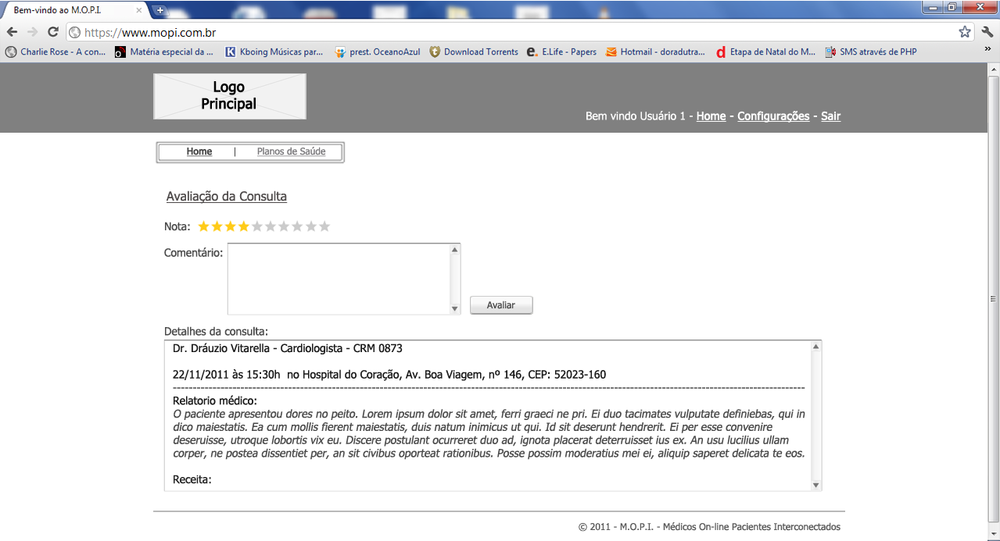 Bem-vindo ao M.O.P.I.
https://www.mopi.com.br
Charlie Rose - A con... Matéria especial da ... Kboing Músicas par... prest. OceanoAzul Download Torrents E.Life - Papers Hotmail - doradutra... Etapa de Natal do M... SMS através de PHP »
Logo
Principal
Bem vindo Usuário 1 - Home - Configurações - Sair
Home | Planos de Saúde
Avaliação da Consulta
Nota:
Comentário:
Avaliar
Detalhes da consulta:
Dr. Dráuzio Vitarella - Cardiologista - CRM 0873
22/11/2011 às 15:30h no Hospital do Coração, Av. Boa Viagem, nº 146, CEP: 52023-160
Relatorio médico:
O paciente apresentou dores no peito. Lorem ipsum dolor sit amet, ferri graeci ne pri. Ei duo tacimates vulputate definiebas, qui in
dico maiestatis. Ea cum mollis fierent maiestatis, duis natum inimicus ut qui. Id sit deserunt hendrerit. Ei per esse convenire
deseruisse, utroque lobortis vix eu. Discere postulant ocurreret duo ad, ignota placerat deterruisset ius ex. An usu lucilius ullam
corper, ne postea dissentiet per, an sit civibus oporteat rationibus. Posse possim moderatius mei ei, aliquip saperet delicata te eos.
Receita:
© 2011 - M.O.P.I. - Médicos On-line Pacientes Interconectados